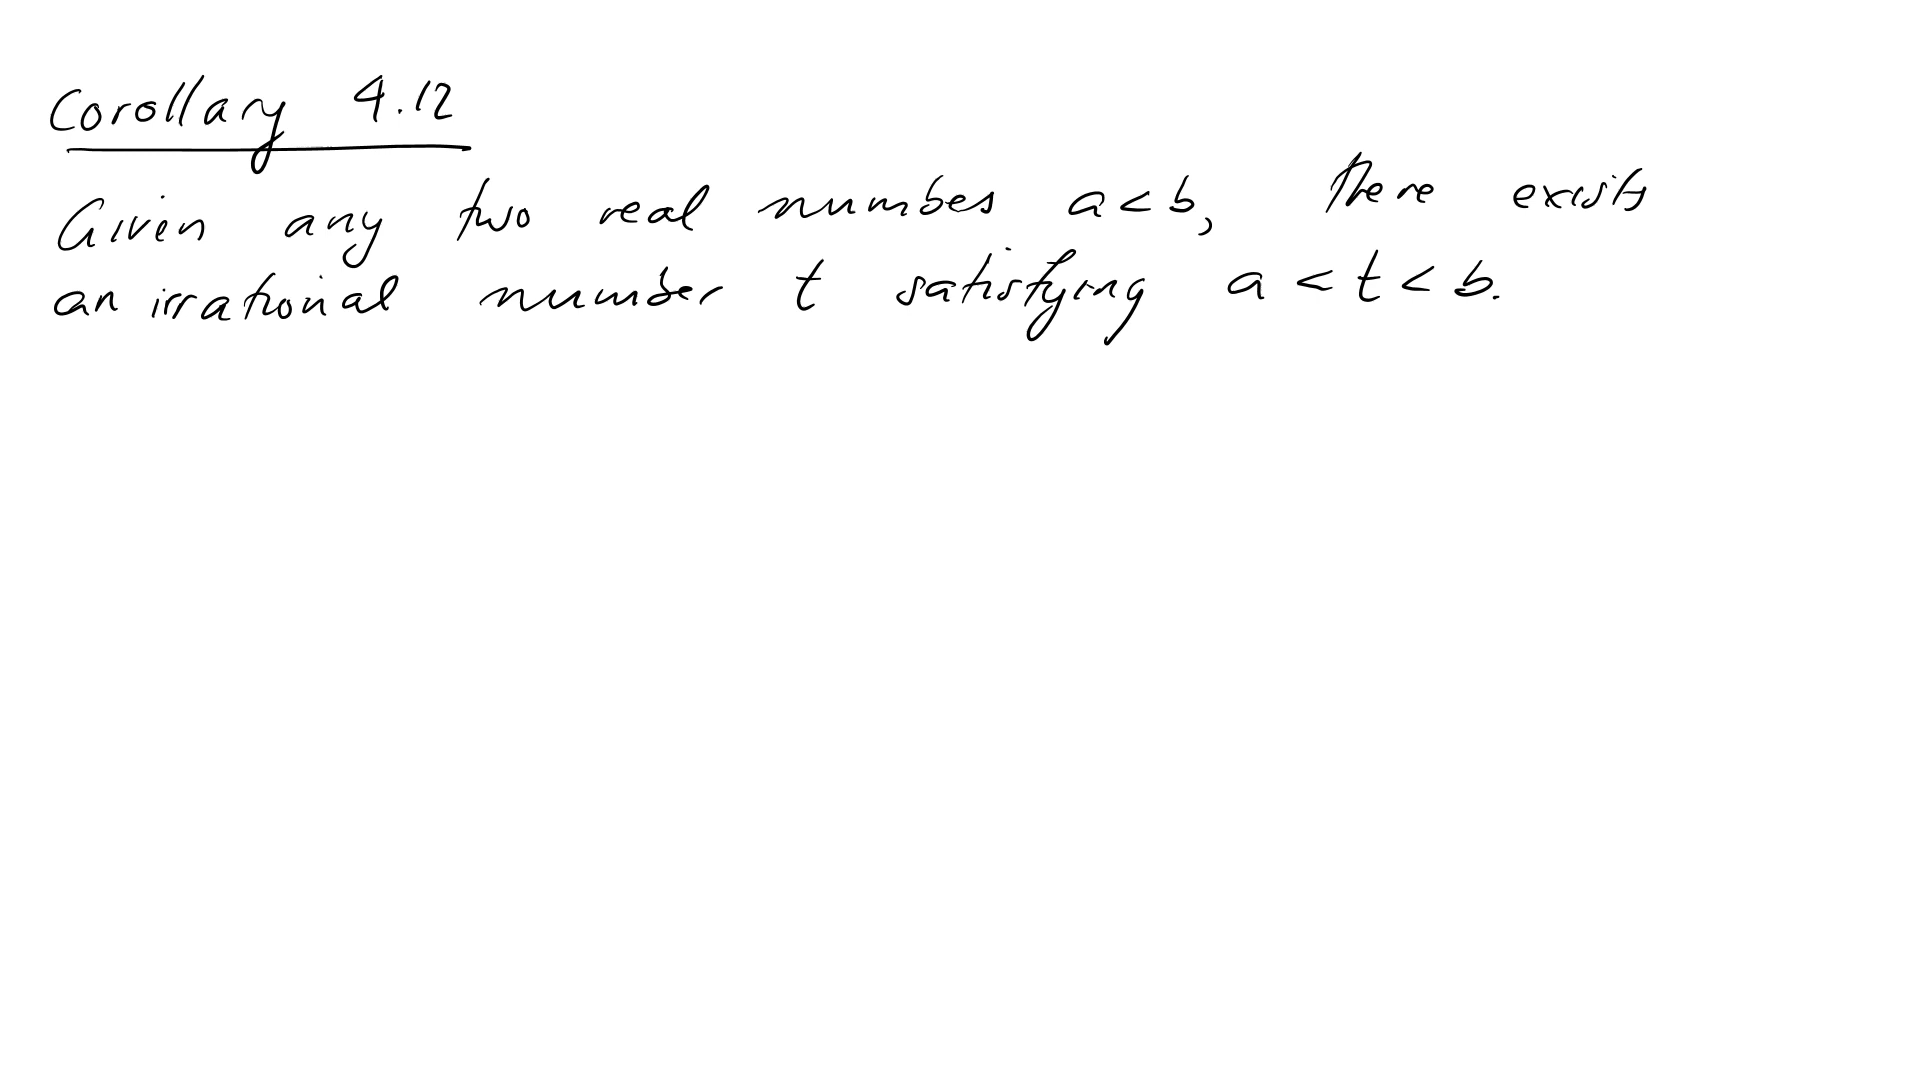 Corollary 4.12
Given any two real numbes a < b, there exists
an irrational number t satisfying a < t < b.